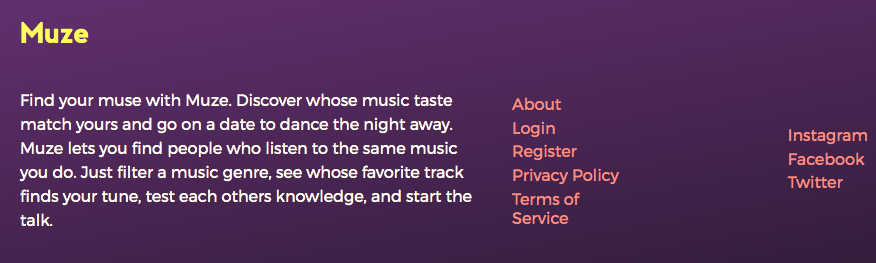 Muze
Find your muse with Muze. Discover whose music taste
match yours and go on a date to dance the night away.
Muze lets you find people who listen to the same music
you do. Just filter a music genre, see whose favorite track
finds your tune, test each others knowledge, and start the
talk.
About
Login
Register
Privacy Policy
Terms of
Service
Instagram
Facebook
Twitter